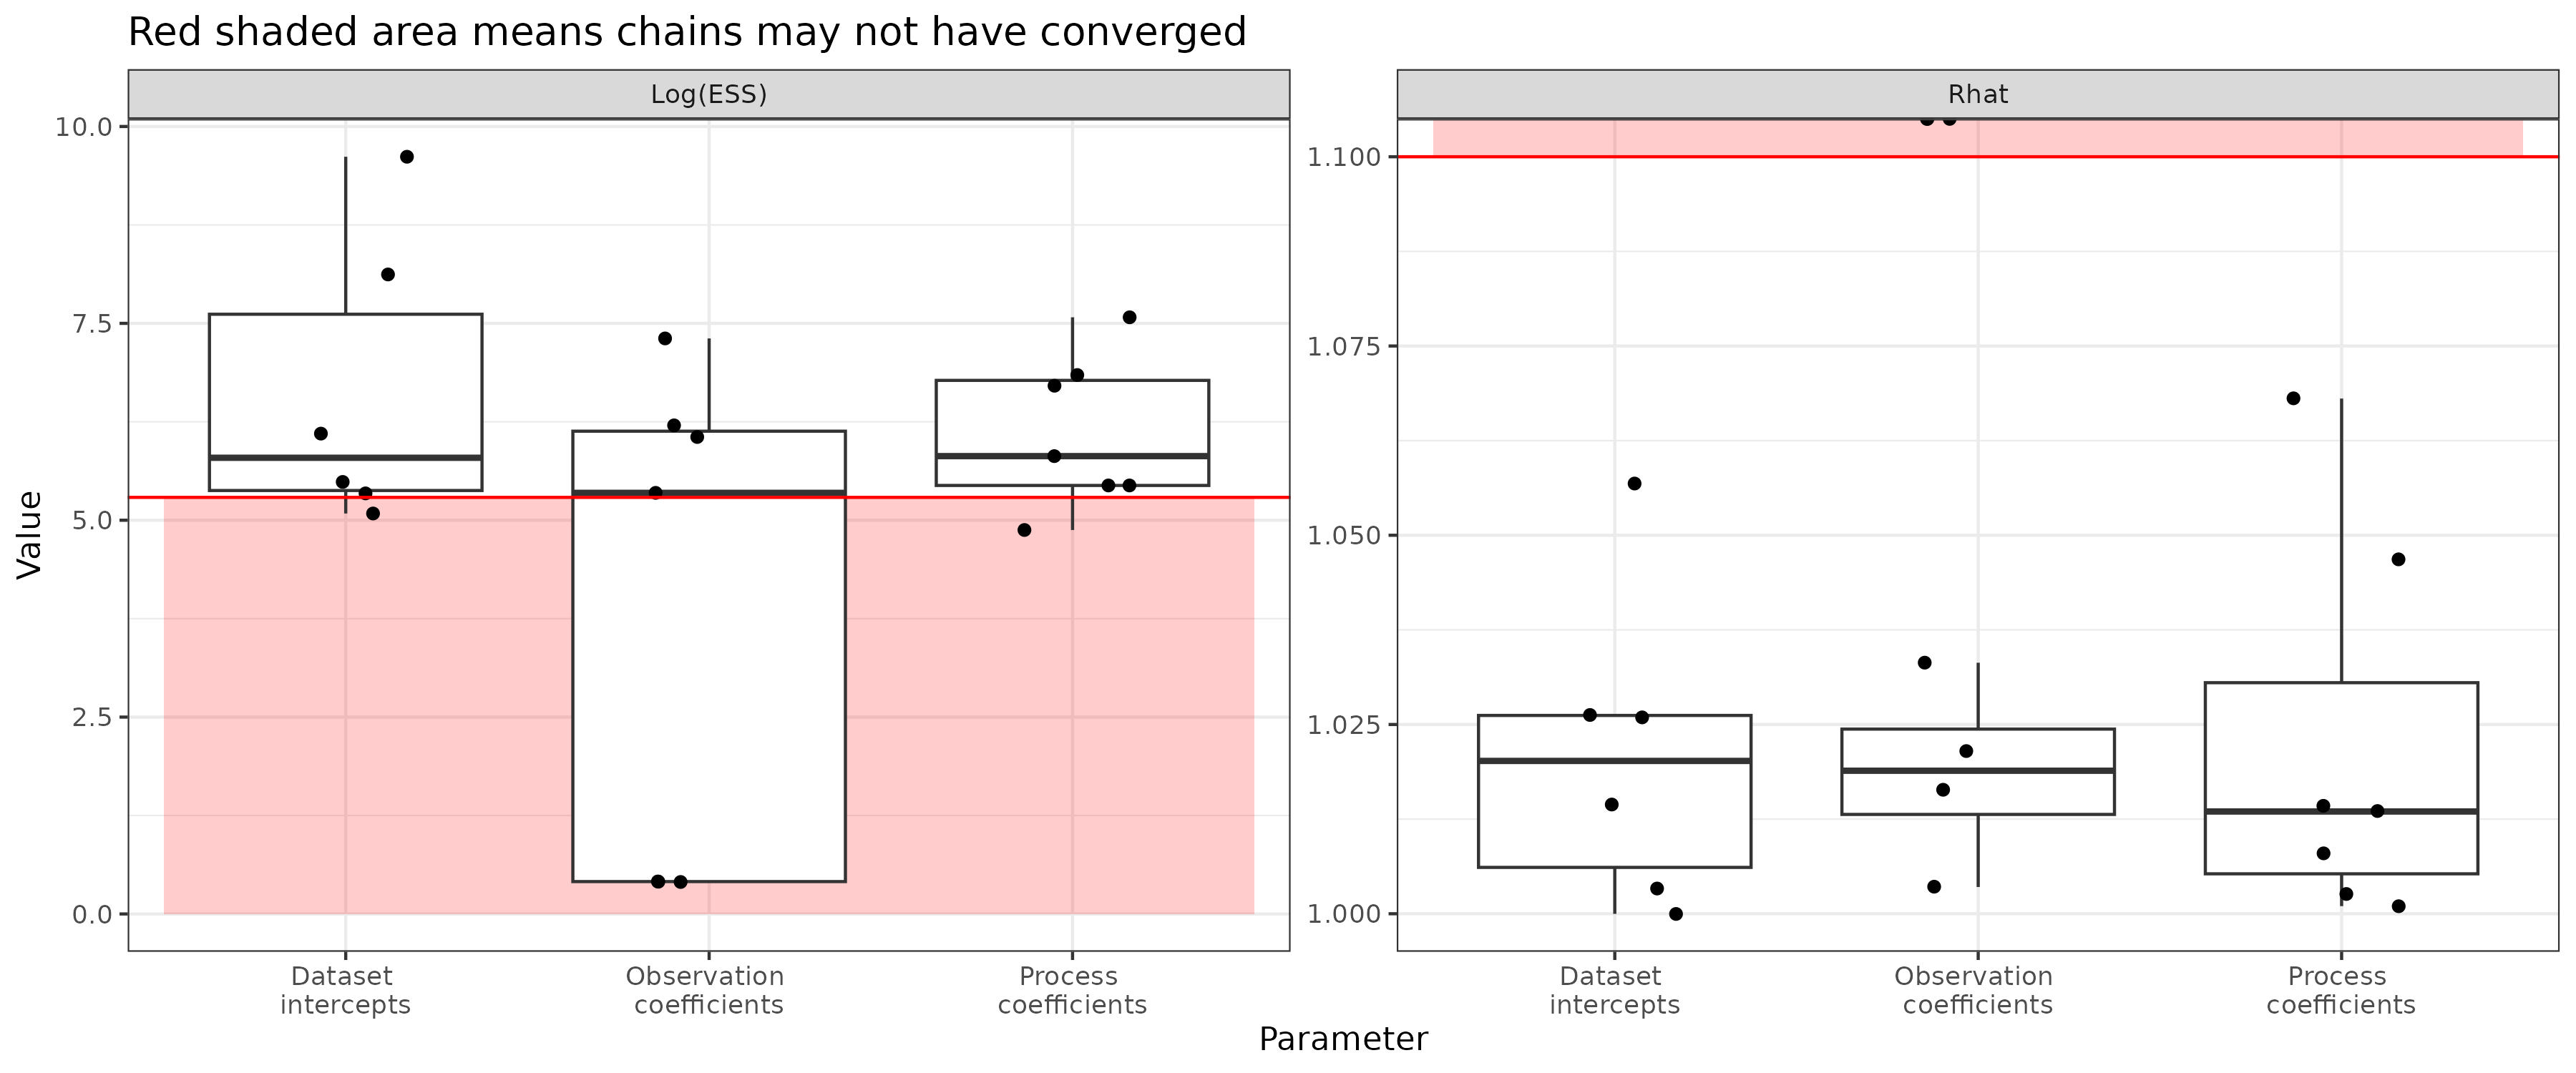 Red shaded area means chains may not have converged
Log(ESS)
Rhat
Value
10.0
7.5
5.0
2.5
0.0
1.100
1.075
1.050
1.025
1.000
Dataset
intercepts
Observation
coefficients
Process
coefficients
Dataset
intercepts
Observation
coefficients
Process
coefficients
Parameter